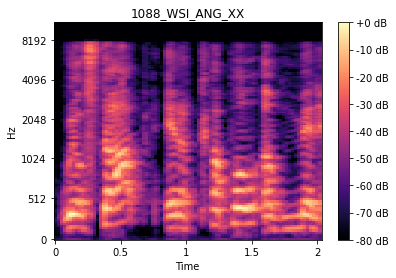 1088_WSI_ANG_XX
Hz
8192
4096
2048
1024
512
0
0
0.5
1
1.5
2
Time
+0 dB
-10 dB
-20 dB
-30 dB
-40 dB
-50 dB
-60 dB
-70 dB
-80 dB